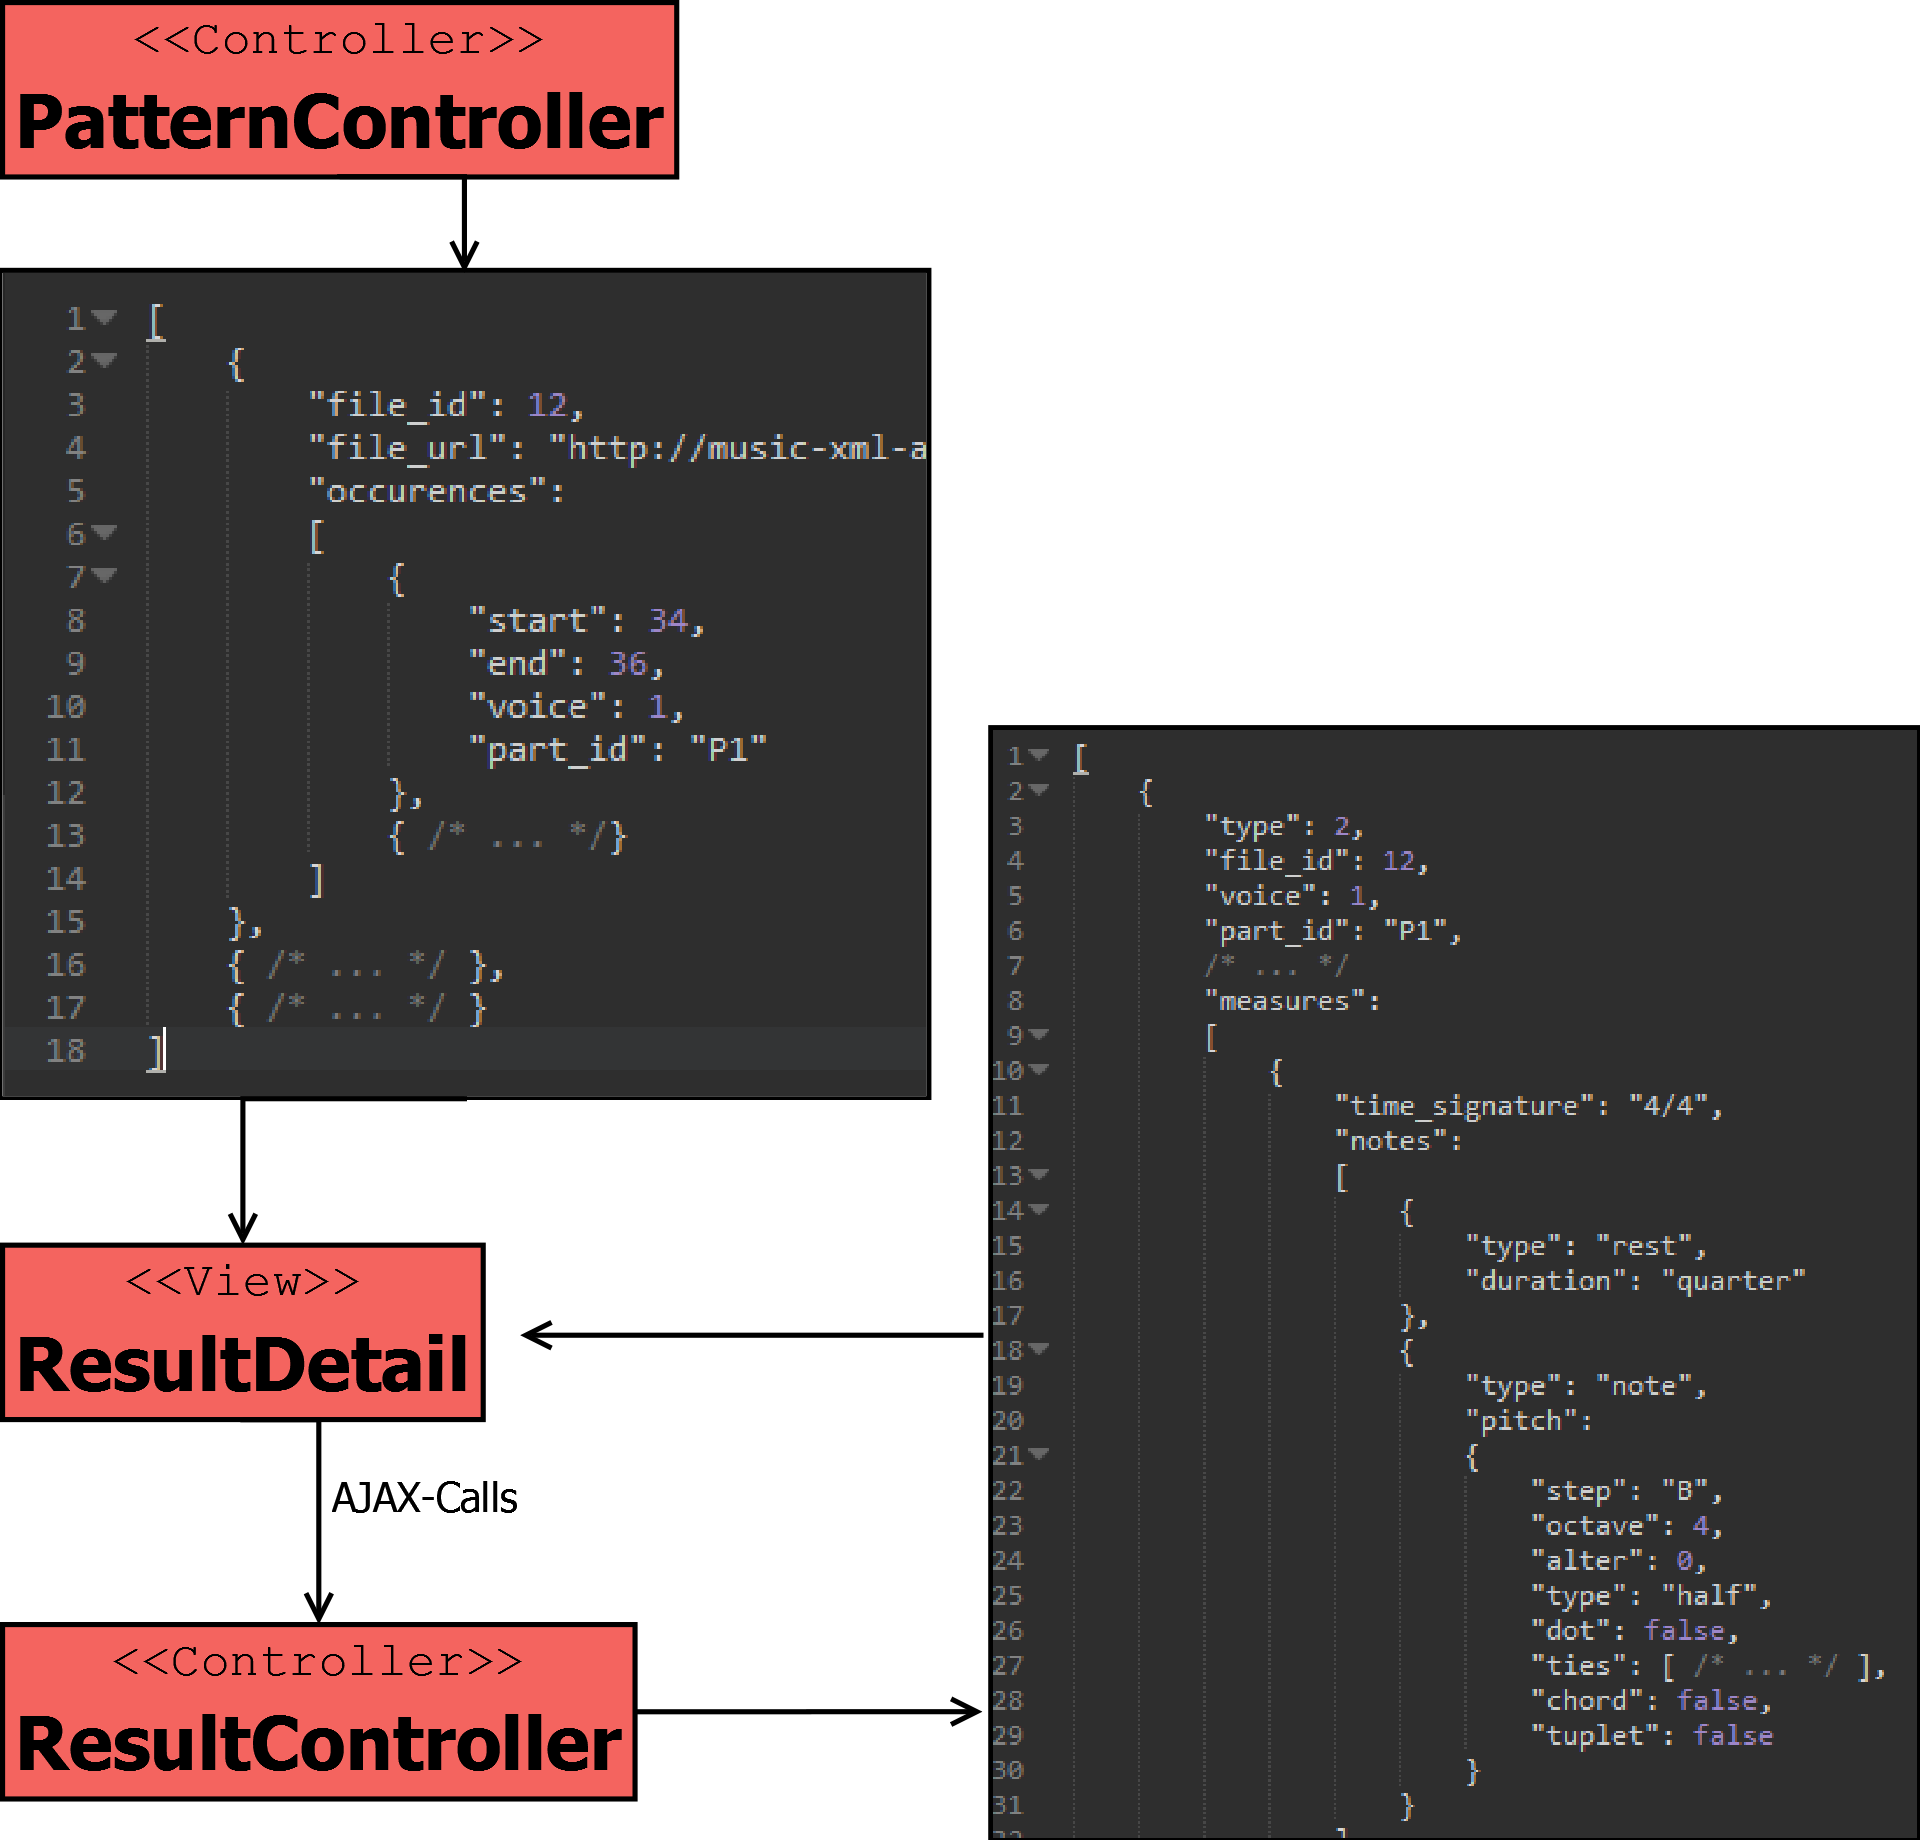 <<Controller>>
PatternController
1 [
2 {
3 "file_id": 12,
4 "file_url": "http://music-xml-a
5 "occurences":
6 [
7 {
8 "start": 34,
9 "end": 36,
10 "voice": 1,
11 "part_id": "P1"
12 },
13 { /* ... */}
14 ]
15 },
16 { /* ... */ },
17 { /* ... */ }
18 ]
<<View>>
ResultDetail
AJAX-Calls
<<Controller>>
ResultController
1 [
2 {
3 "type": 2,
4 "file_id": 12,
5 "voice": 1,
6 "part_id": "P1",
7 /* ... */
8 "measures":
9 [
10 {
11 "time_signature": "4/4",
12 "notes":
13 [
14 {
15 "type": "rest",
16 "duration": "quarter"
17 },
18 {
19 "type": "note",
20 "pitch":
21 {
22 "step": "B",
23 "octave": 4,
24 "alter": 0,
25 "type": "half",
26 "dot": false,
27 "ties": [ /* ... */ ],
28 "chord": false,
29 "tuplet": false
30 }
31 }
32 ]